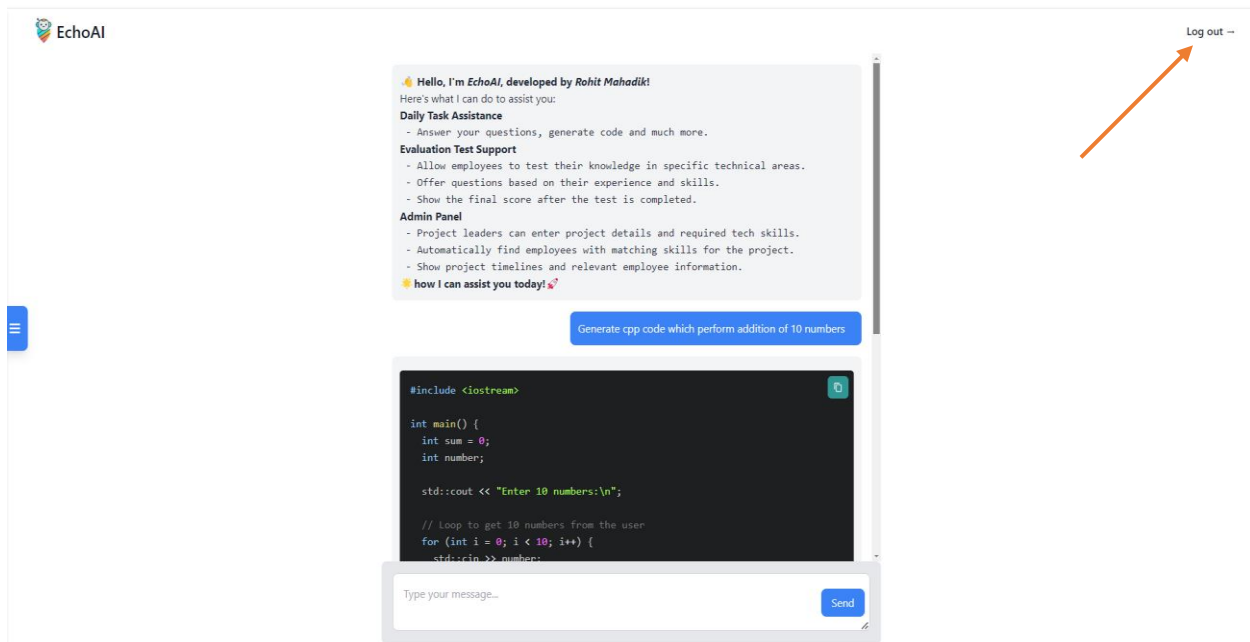 EchoAI
Log out →
👋 Hello, I'm EchoAI, developed by Rohit Mahadik!
Here's what I can do to assist you:
Daily Task Assistance
- Answer your questions, generate code and much more.
Evaluation Test Support
- Allow employees to test their knowledge in specific technical areas.
- Offer questions based on their experience and skills.
- Show the final score after the test is completed.
Admin Panel
- Project leaders can enter project details and required tech skills.
- Automatically find employees with matching skills for the project.
- Show project timelines and relevant employee information.
🌟 how I can assist you today!🚀
Generate cpp code which perform addition of 10 numbers
#include <iostream>
int main() {
int sum = 0;
int number;
std::cout << "Enter 10 numbers:\n";
// Loop to get 10 numbers from the user
for (int i = 0; i < 10; i++) {
std::cin >> number;
Type your message...
Send